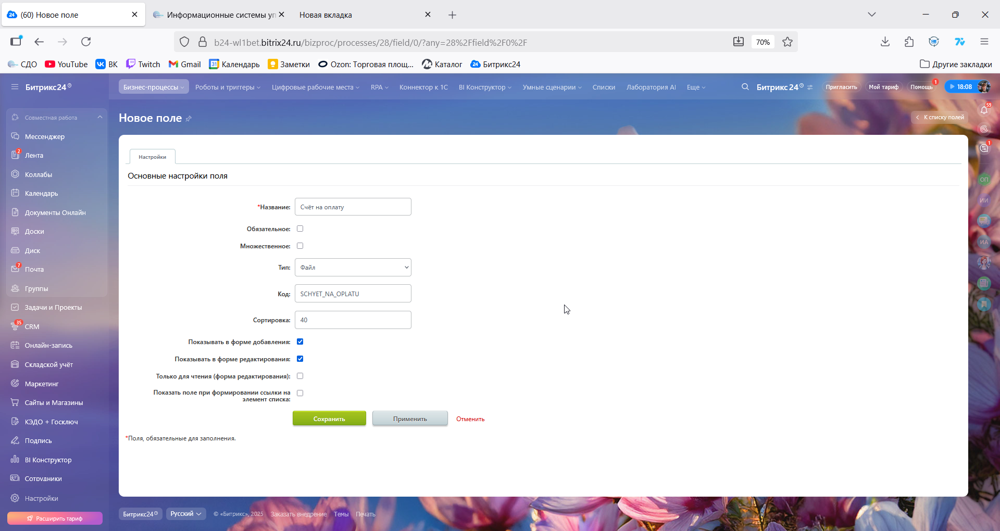 (60) Новое поле
Информационные системы уп
Новая вкладка
b24-wl1bet.bitrix24.ru/bizproc/processes/28/field/0/?any=28%2Ffield%2F0%2F
70%
СДО
YouTube
ВК
Twitch
Gmail
Календарь
Заметки
Ozon: Торговая площ...
Каталог
Битрикс24
Другие закладки
Битрикс24
Бизнес-процессы
Роботы и триггеры
Цифровые рабочие места
RPA
Коннектор к 1С
BI Конструктор
Умные сценарии
Списки
Лаборатория AI
Еще
Битрикс24
Пригласить
Мой тариф
Помощь
1
18:08
Совместная работа
Мессенджер
2
Лента
Коллабы
Календарь
Документы Онлайн
Доски
Диск
7
Почта
Группы
Задачи и Проекты
35
CRM
Онлайн-запись
Складской учёт
Маркетинг
Сайты и Магазины
КЭДО + Госключ
Подпись
BI Конструктор
Сотрудники
Настройки
Расширить тариф
Новое поле
К списку полей
Настройки
Основные настройки поля
*Название:
Счёт на оплату
Обязательное:
Множественное:
Тип:
Файл
Код:
SCHYET_NA_OPLATU
Сортировка:
40
Показывать в форме добавления:
Показывать в форме редактирования:
Только для чтения (форма редактирования):
Показать поле при формировании ссылки на
элемент списка:
Сохранить
Применить
Отменить
*Поля, обязательные для заполнения.
59
1
ОП
ИИ
ИА
Битрикс24
Русский
© «Битрикс», 2025
Заказать внедрение
Темы
Печать